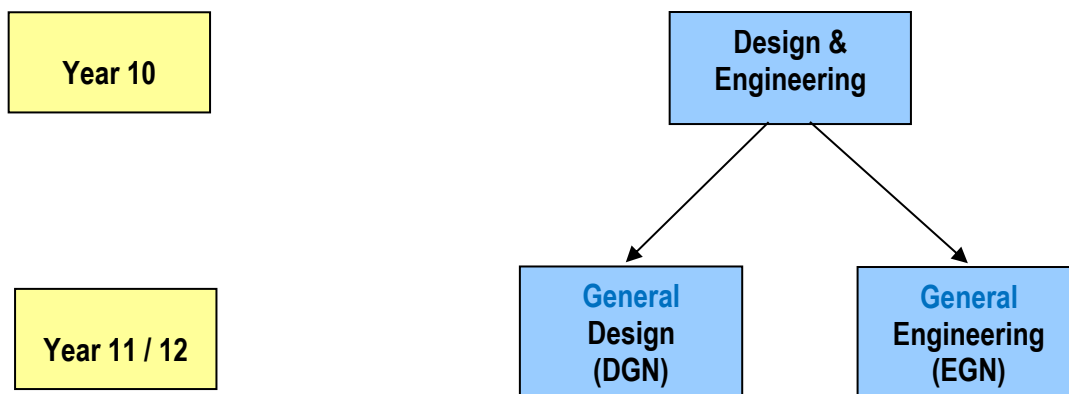 Year 10
Design &
Engineering
Year 11 / 12
General
Design
(DGN)
General
Engineering
(EGN)